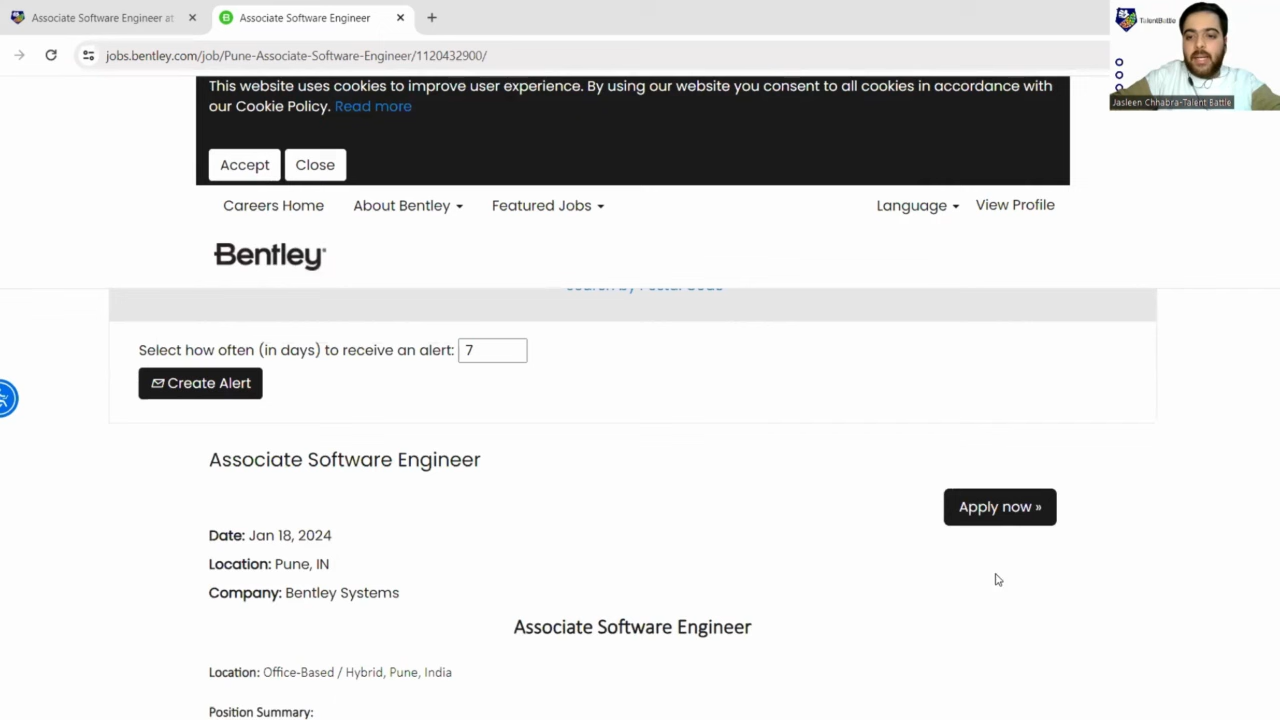 Associate Software Engineer at
Associate Software Engineer
jobs.bentley.com/job/Pune-Associate-Software-Engineer/1120432900/
TalentBattle
Jasleen Chhabra-Talent Battle
This website uses cookies to improve user experience. By using our website you consent to all cookies in accordance with
our Cookie Policy. Read more
Accept Close
Careers Home About Bentley Featured Jobs Language View Profile
Bentley®
Search by Postal Code
Select how often (in days) to receive an alert: 7
Create Alert
Associate Software Engineer
Apply now »
Date: Jan 18, 2024
Location: Pune, IN
Company: Bentley Systems
Associate Software Engineer
Location: Office-Based / Hybrid, Pune, India
Position Summary: